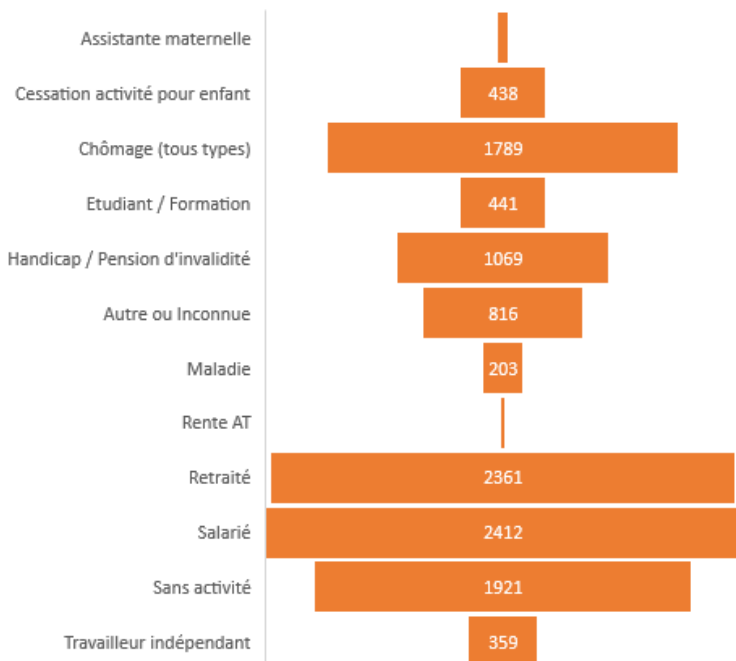 Assistante maternelle
Cessation activité pour enfant 438
Chômage (tous types) 1789
Etudiant / Formation 441
Handicap / Pension d'invalidité 1069
Autre ou Inconnue 816
Maladie 203
Rente AT
Retraité 2361
Salarié 2412
Sans activité 1921
Travailleur indépendant 359